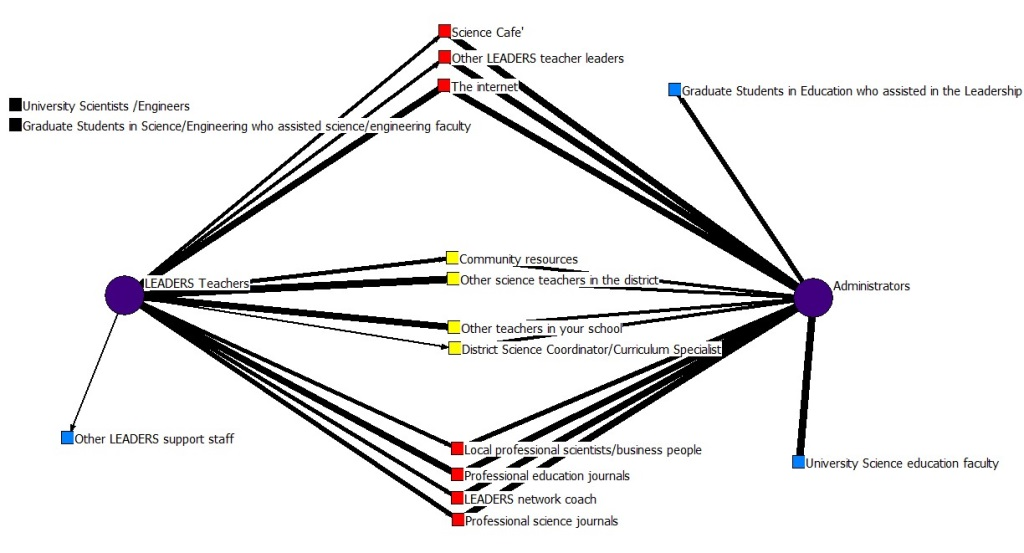 Science Cafe'
Other LEADERS teacher leaders
The internet
Graduate Students in Education who assisted in the Leadership
University Scientists /Engineers
Graduate Students in Science/Engineering who assisted science/engineering faculty
Community resources
Other science teachers in the district
LEADERS Teachers
Administrators
Other teachers in your school
District Science Coordinator/Curriculum Specialist
Other LEADERS support staff
Local professional scientists/business people
University Science education faculty
Professional education journals
LEADERS network coach
Professional science journals